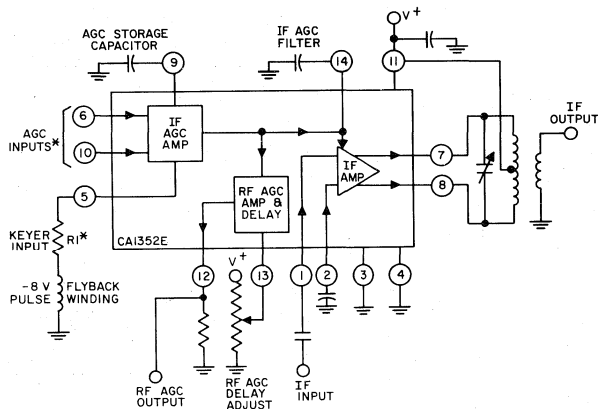 AGC STORAGE
CAPACITOR
9
IF AGC
FILTER
14
V+
11
IF
OUTPUT
AGC
INPUTS*
6
10
IF
AGC
AMP
5
RF AGC
AMP &
DELAY
IF
AMP
7
8
KEYER
INPUT
R1*
CA1352E
-8 V
PULSE
FLYBACK
WINDING
12
V+
13
1
2
3
4
RF AGC
OUTPUT
RF AGC
DELAY
ADJUST
IF
INPUT